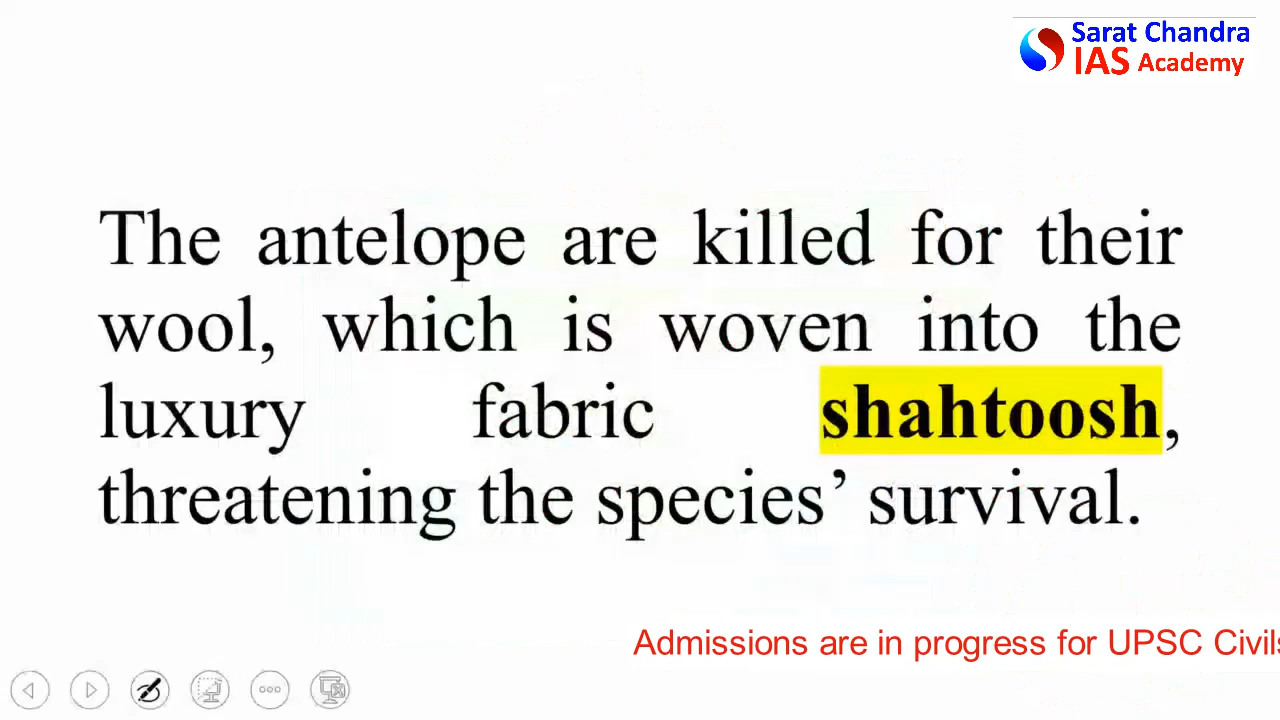 Sarat Chandra
IAS Academy
The antelope are killed for their
wool, which is woven into the
luxury fabric shahtoosh,
threatening the species’ survival.
Admissions are in progress for UPSC Civils